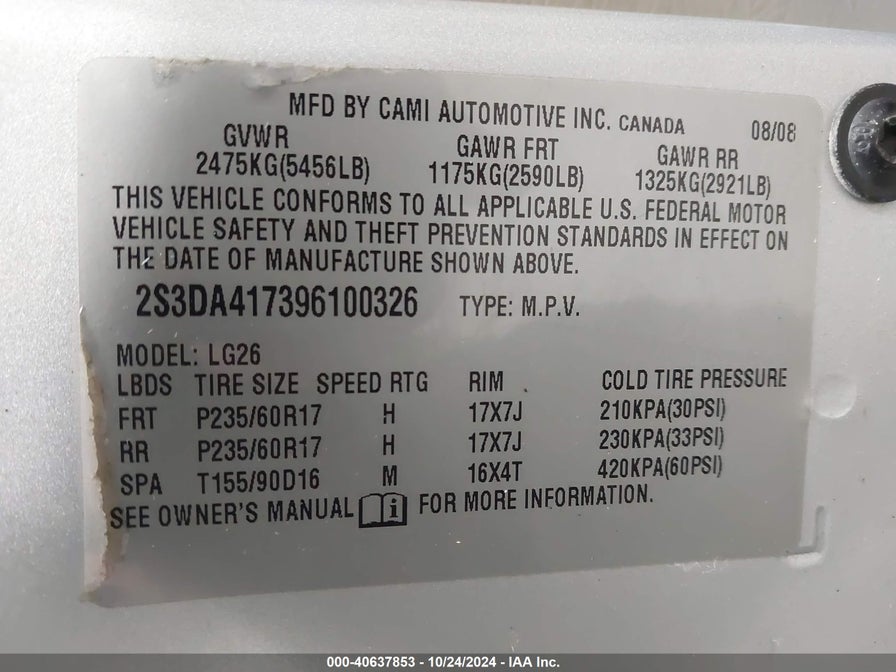 MFD BY CAMI AUTOMOTIVE INC. CANADA 08/08
GVWR GAWR FRT GAWR RR
2475KG(5456LB) 1175KG(2590LB) 1325KG(2921LB)
THIS VEHICLE CONFORMS TO ALL APPLICABLE U.S. FEDERAL MOTOR
VEHICLE SAFETY AND THEFT PREVENTION STANDARDS IN EFFECT ON
THE DATE OF MANUFACTURE SHOWN ABOVE.
2S3DA417396100326 TYPE: M.P.V.
MODEL: LG26
LBDS TIRE SIZE SPEED RTG RIM COLD TIRE PRESSURE
FRT P235/60R17 H 17X7J 210KPA(30PSI)
RR P235/60R17 H 17X7J 230KPA(33PSI)
SPA T155/90D16 M 16X4T 420KPA(60PSI)
SEE OWNER'S MANUAL i FOR MORE INFORMATION.
000-40637853 - 10/24/2024 - IAA Inc.